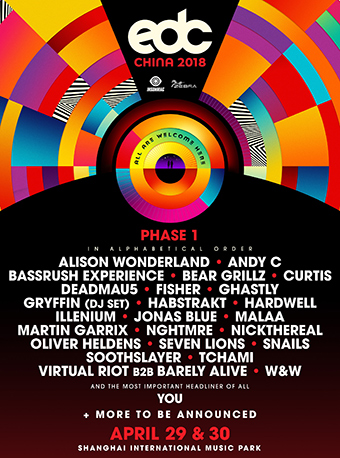 edc
CHINA 2018
INSOMNIAC ZEBRA
ALL ARE WELCOME HERE
PHASE 1
IN ALPHABETICAL ORDER
ALISON WONDERLAND • ANDY C
BASSRUSH EXPERIENCE • BEAR GRILLZ • CURTIS
DEADMAU5 • FISHER • GHASTLY
GRYFFIN (DJ SET) • HABSTRAKT • HARDWELL
ILLENIUM • JONAS BLUE • MALAA
MARTIN GARRIX • NGHTMRE • NICKTHEREAL
OLIVER HELDENS • SEVEN LIONS • SNAILS
SOOTHSLAYER • TCHAMI
VIRTUAL RIOT B2B BARELY ALIVE • W&W
AND THE MOST IMPORTANT HEADLINER OF ALL
YOU
+ MORE TO BE ANNOUNCED
APRIL 29 & 30
SHANGHAI INTERNATIONAL MUSIC PARK